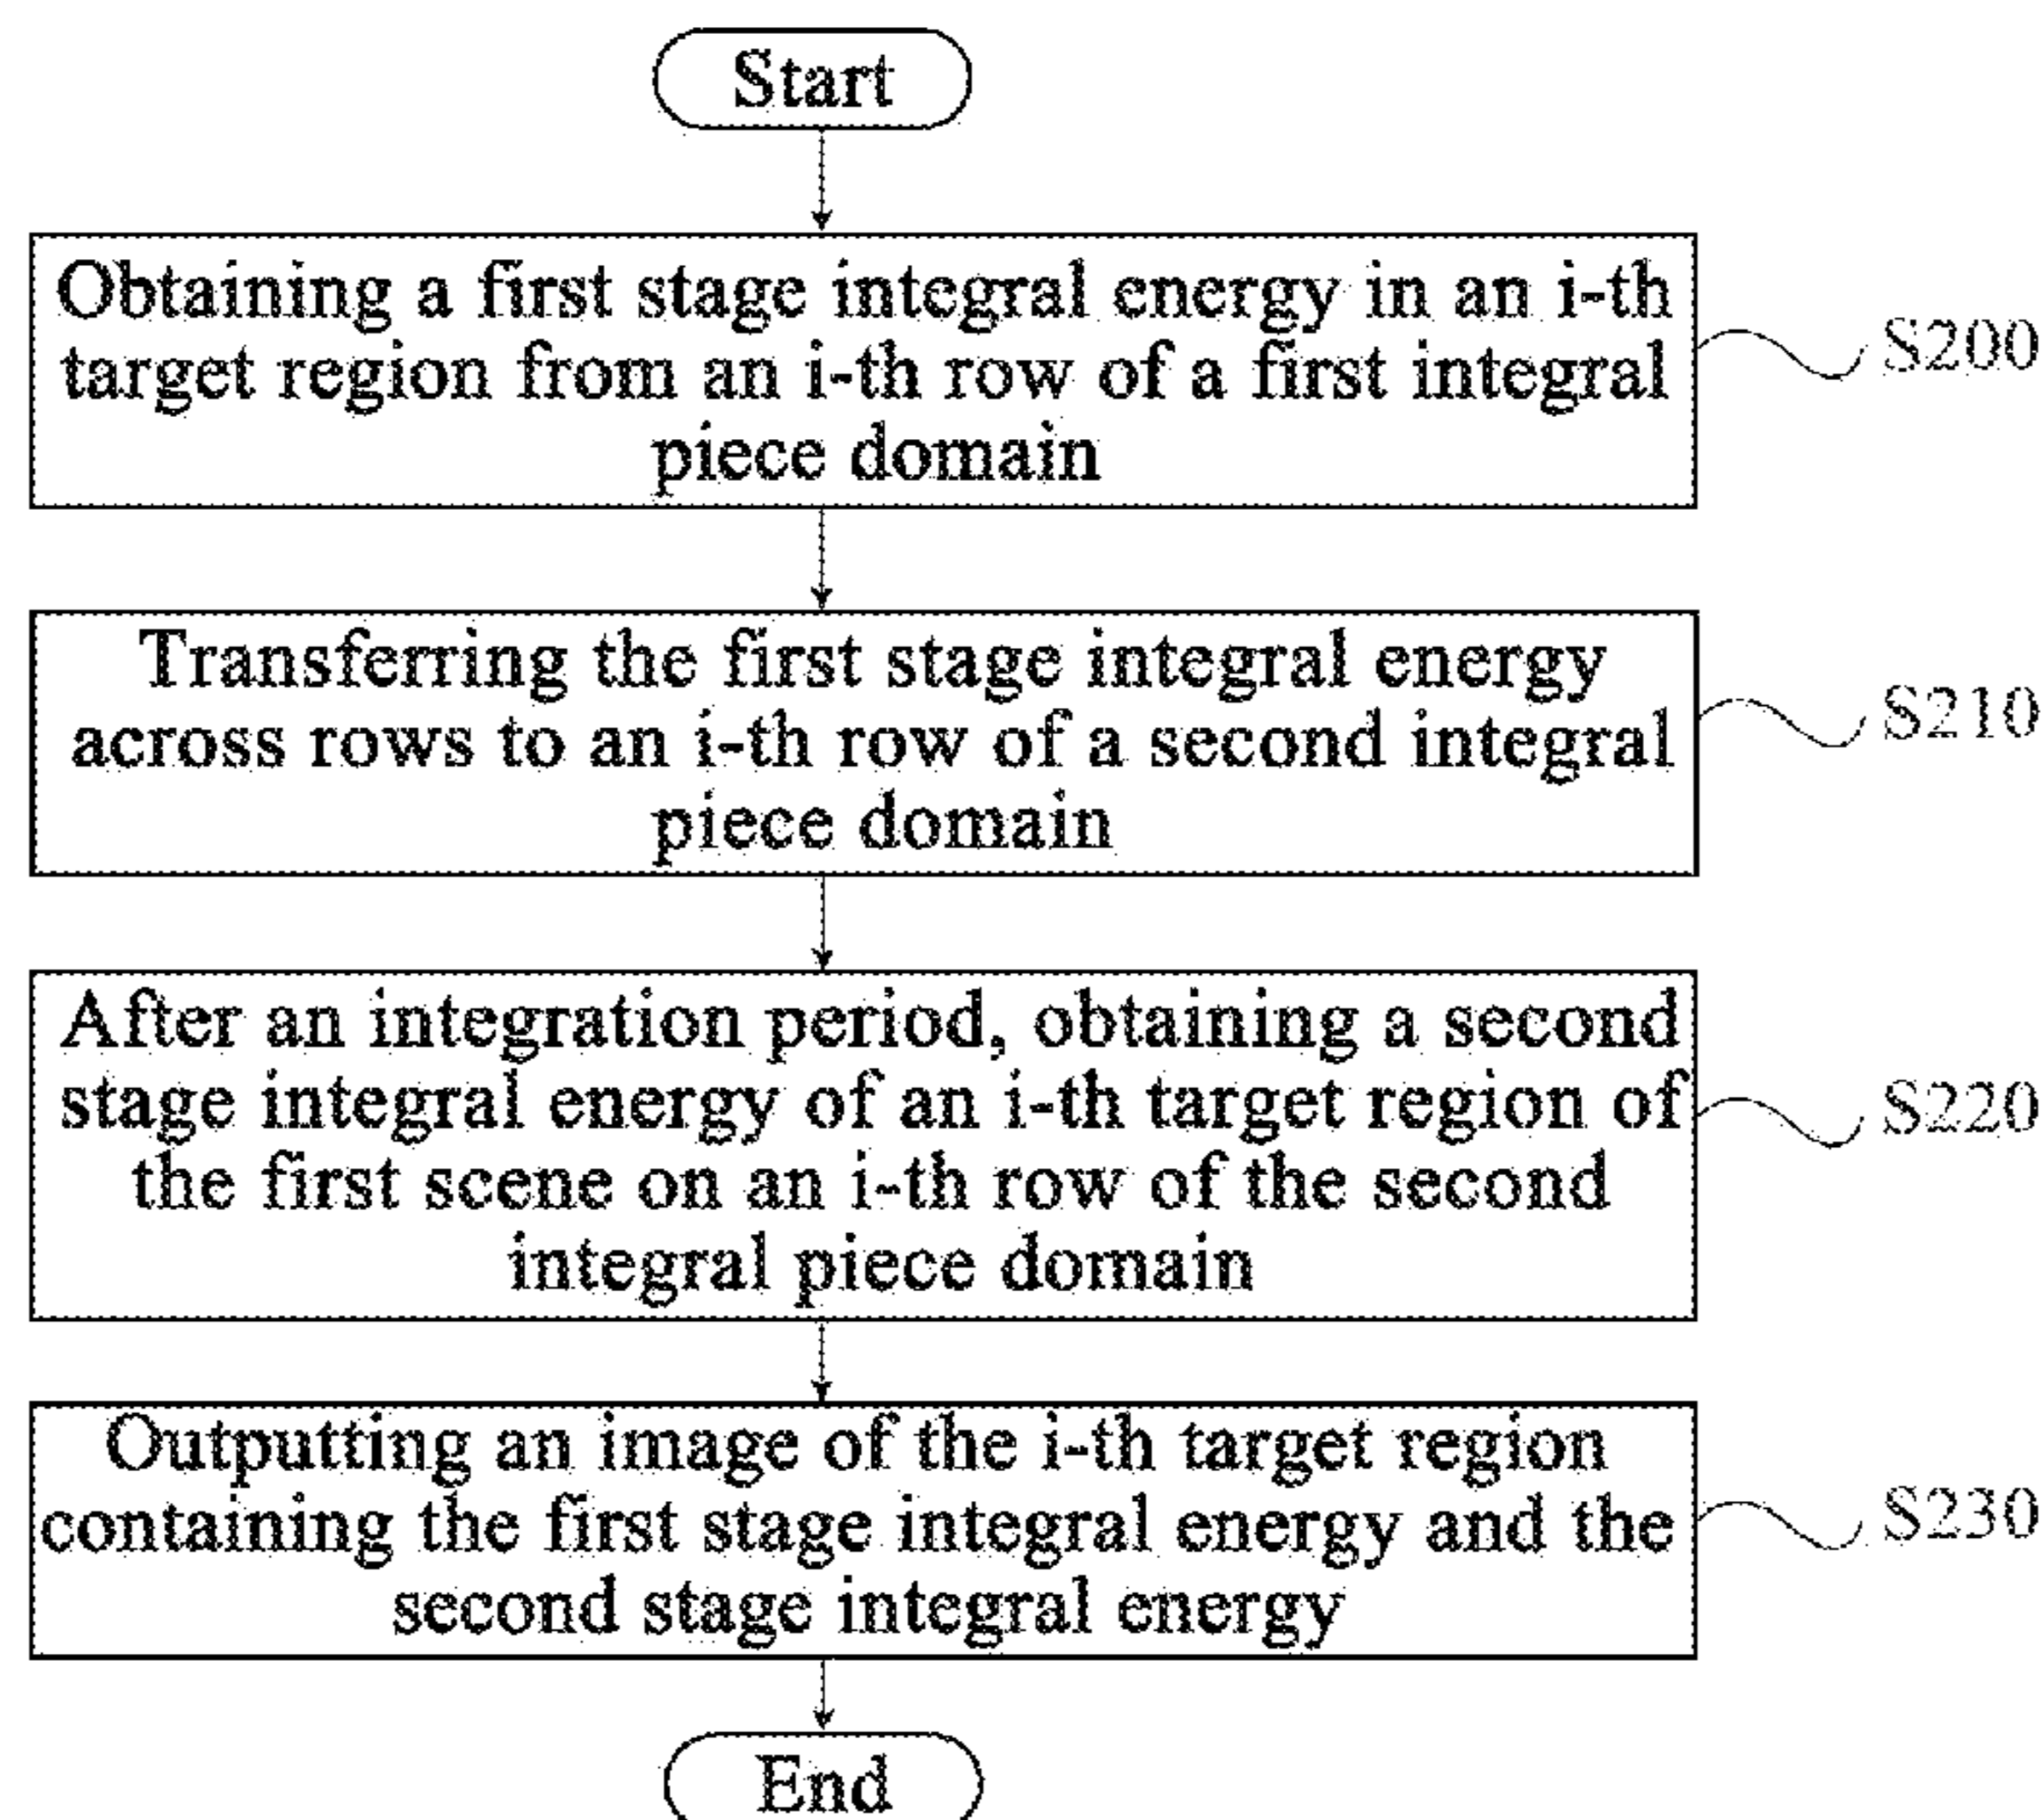 Start
Obtaining a first stage integral energy in an i-th
target region from an i-th row of a first integral
piece domain
S200
Transferring the first stage integral energy
across rows to an i-th row of a second integral
piece domain
S210
After an integration period, obtaining a second
stage integral energy of an i-th target region of
the first scene on an i-th row of the second
integral piece domain
S220
Outputting an image of the i-th target region
containing the first stage integral energy and the
second stage integral energy
S230
End